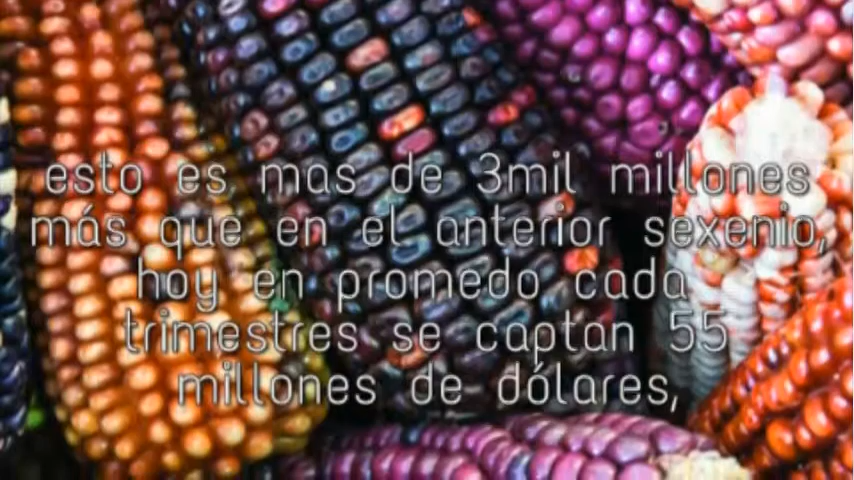 esto es mas de 3mil millones
más que en el anterior sexenio,
hoy en promedo cada
trimestres se captan 55
millones de dólares,